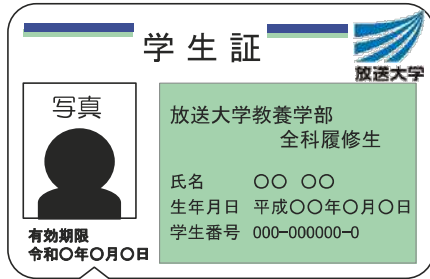 学生証
放送大学
写真
放送大学教養学部
全科履修生
氏名 〇〇 〇〇
生年月日 平成〇〇年〇月〇日
学生番号 000-000000-0
有効期限
令和〇年〇月〇日